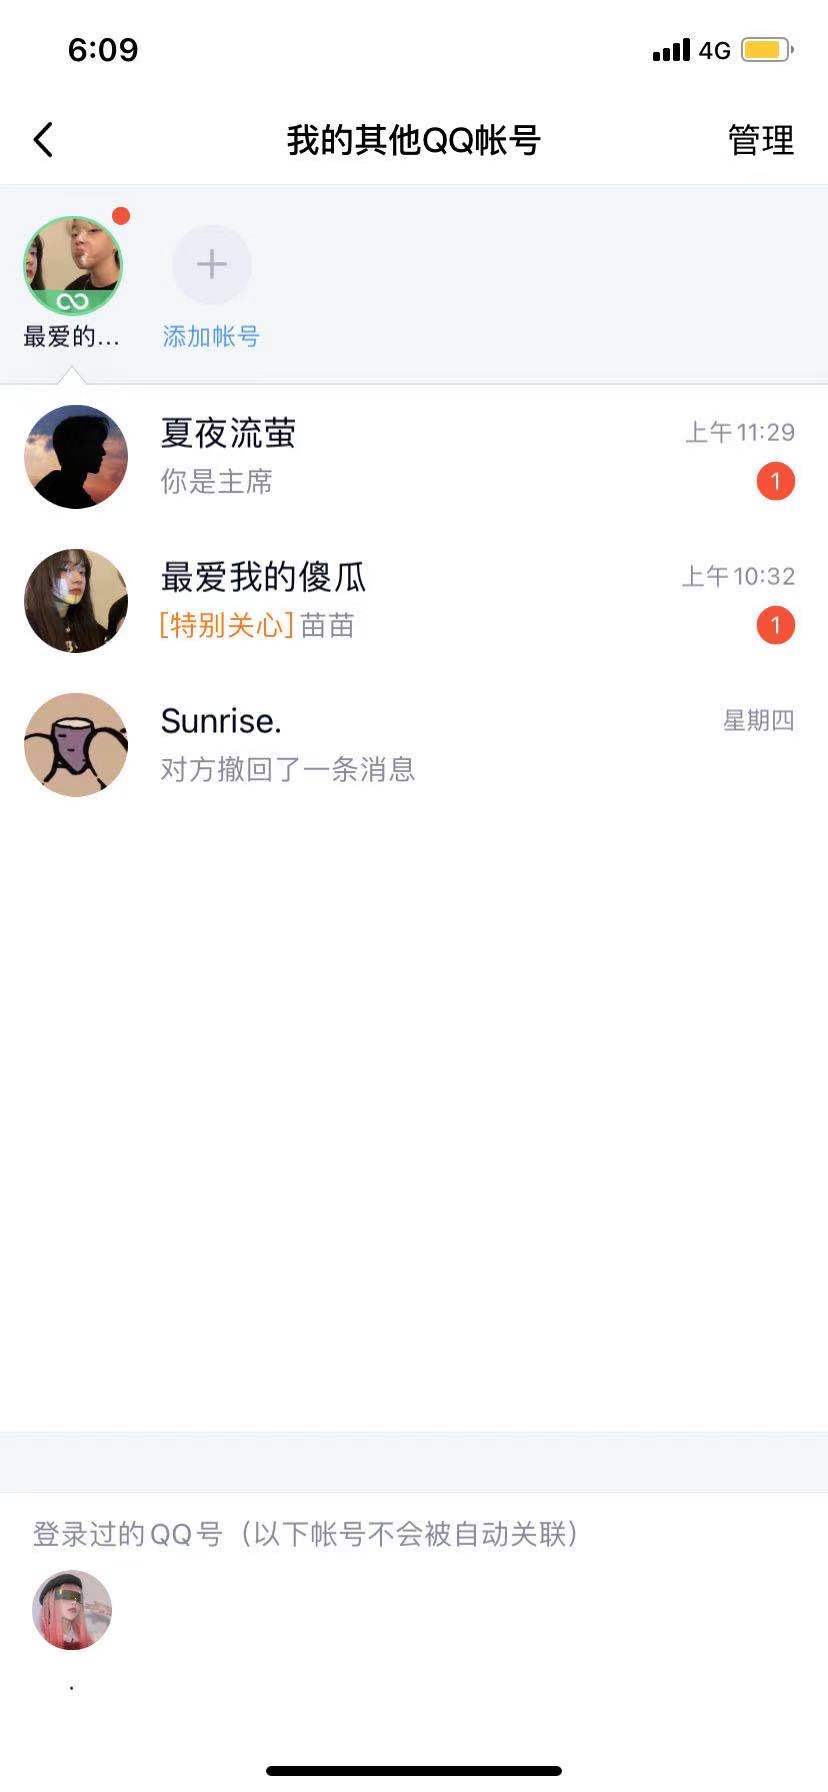 6:09
4G
我的其他QQ帐号
管理
最爱的...
添加帐号
夏夜流萤
上午11:29
你是主席
1
最爱我的傻瓜
上午10:32
[特别关心]苗苗
1
Sunrise.
星期四
对方撤回了一条消息
登录过的QQ号（以下帐号不会被自动关联）
.